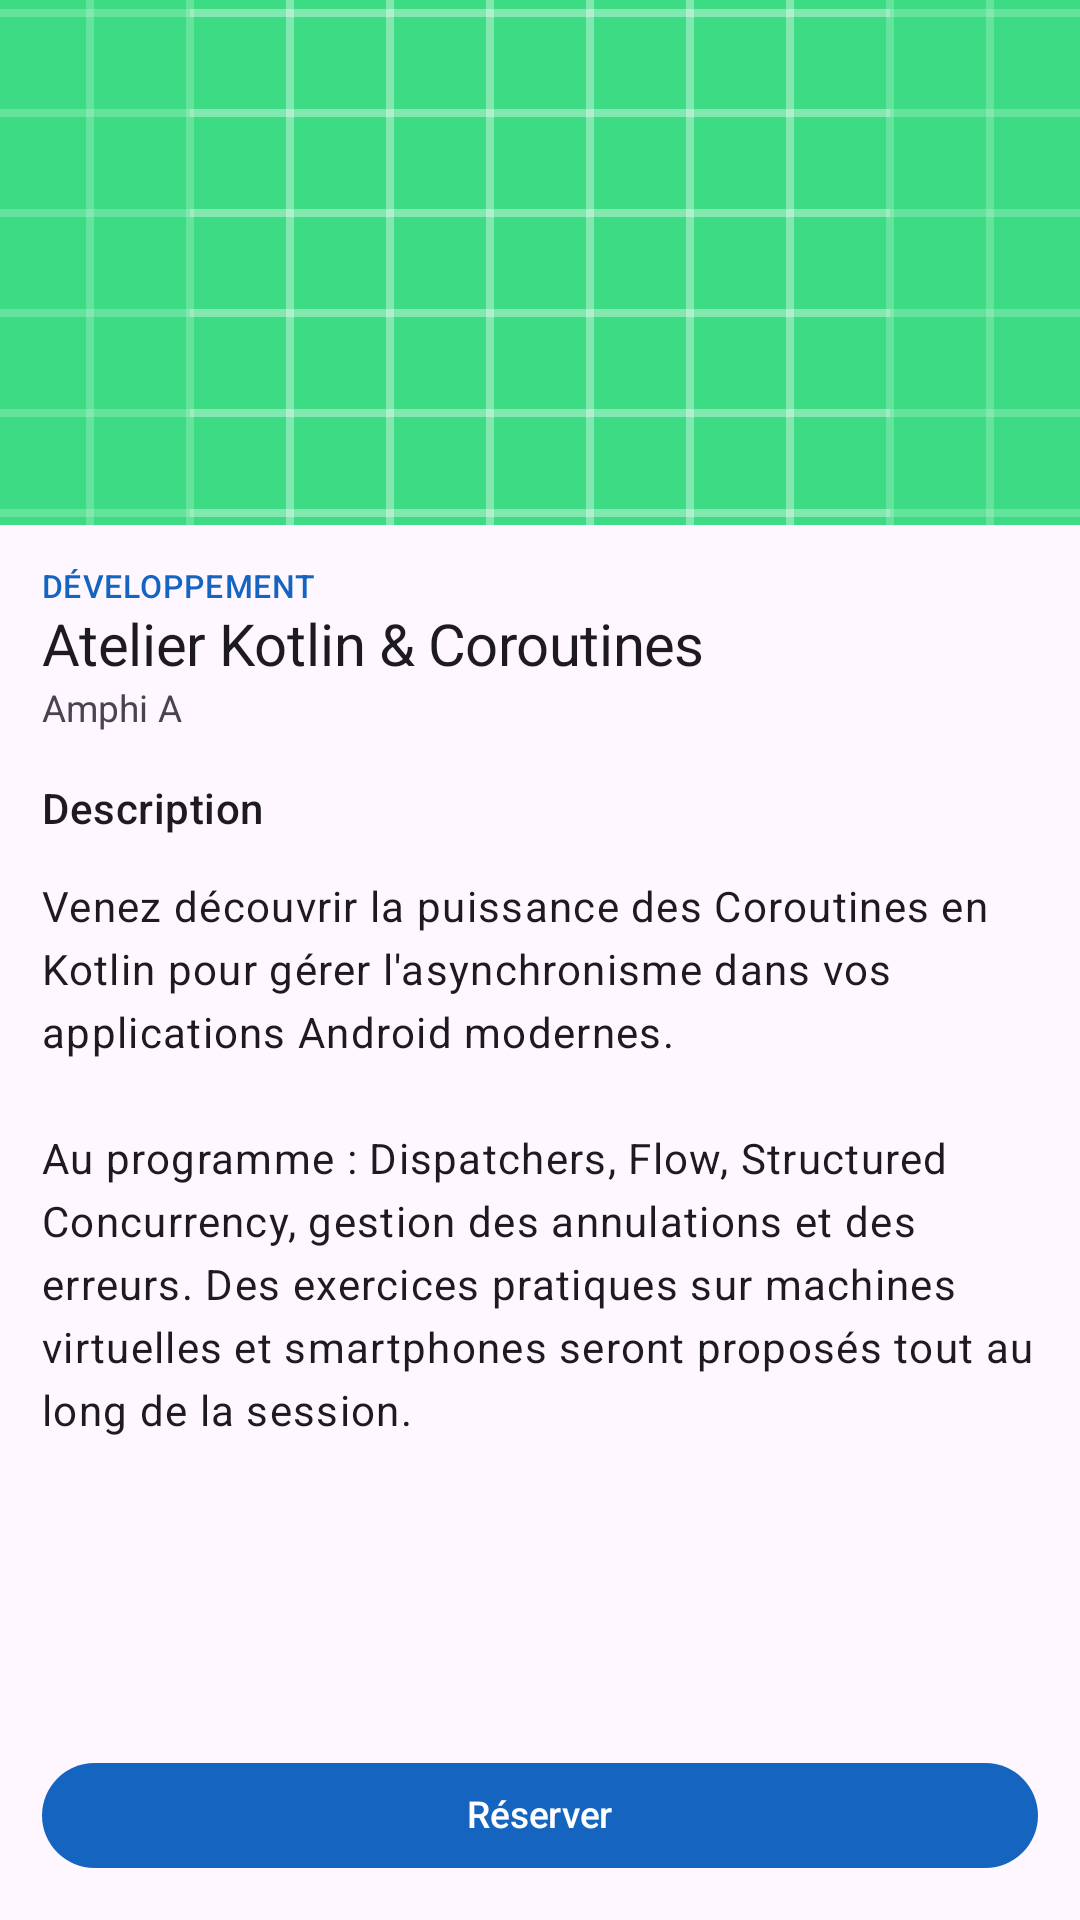 DÉVELOPPEMENT
Atelier Kotlin & Coroutines
Amphi A
Description
Venez découvrir la puissance des Coroutines en
Kotlin pour gérer l'asynchronisme dans vos
applications Android modernes.
Au programme : Dispatchers, Flow, Structured
Concurrency, gestion des annulations et des
erreurs. Des exercices pratiques sur machines
virtuelles et smartphones seront proposés tout au
long de la session.
Réserver